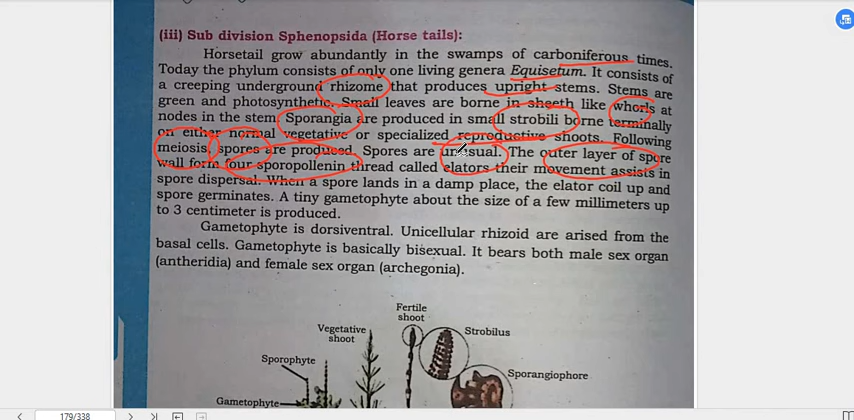 (iii) Sub division Sphenopsida (Horse tails):
Horsetail grow abundantly in the swamps of carboniferous times.
Today the phylum consists of only one living genera Equisetum. It consists of
a creeping underground rhizome that produces upright stems. Stems are
green and photosynthetic. Small leaves are borne in sheeth like whorls at
nodes in the stem Sporangia are produced in small strobili borne terminally
on either normal vegetative or specialized reproductive shoots. Following
meiosis, spores are produced. Spores are unusual. The outer layer of spore
wall form four sporopollenin thread called elators their movement assists in
spore dispersal. When a spore lands in a damp place, the elator coil up and
spore germinates. A tiny gametophyte about the size of a few millimeters up
to 3 centimeter is produced.
Gametophyte is dorsiventral. Unicellular rhizoid are arised from the
basal cells. Gametophyte is basically bisexual. It bears both male sex organ
(antheridia) and female sex organ (archegonia).
Fertile
shoot
Vegetative
shoot
Strobilus
Sporophyte
Sporangiophore
Gametophyte
179/338